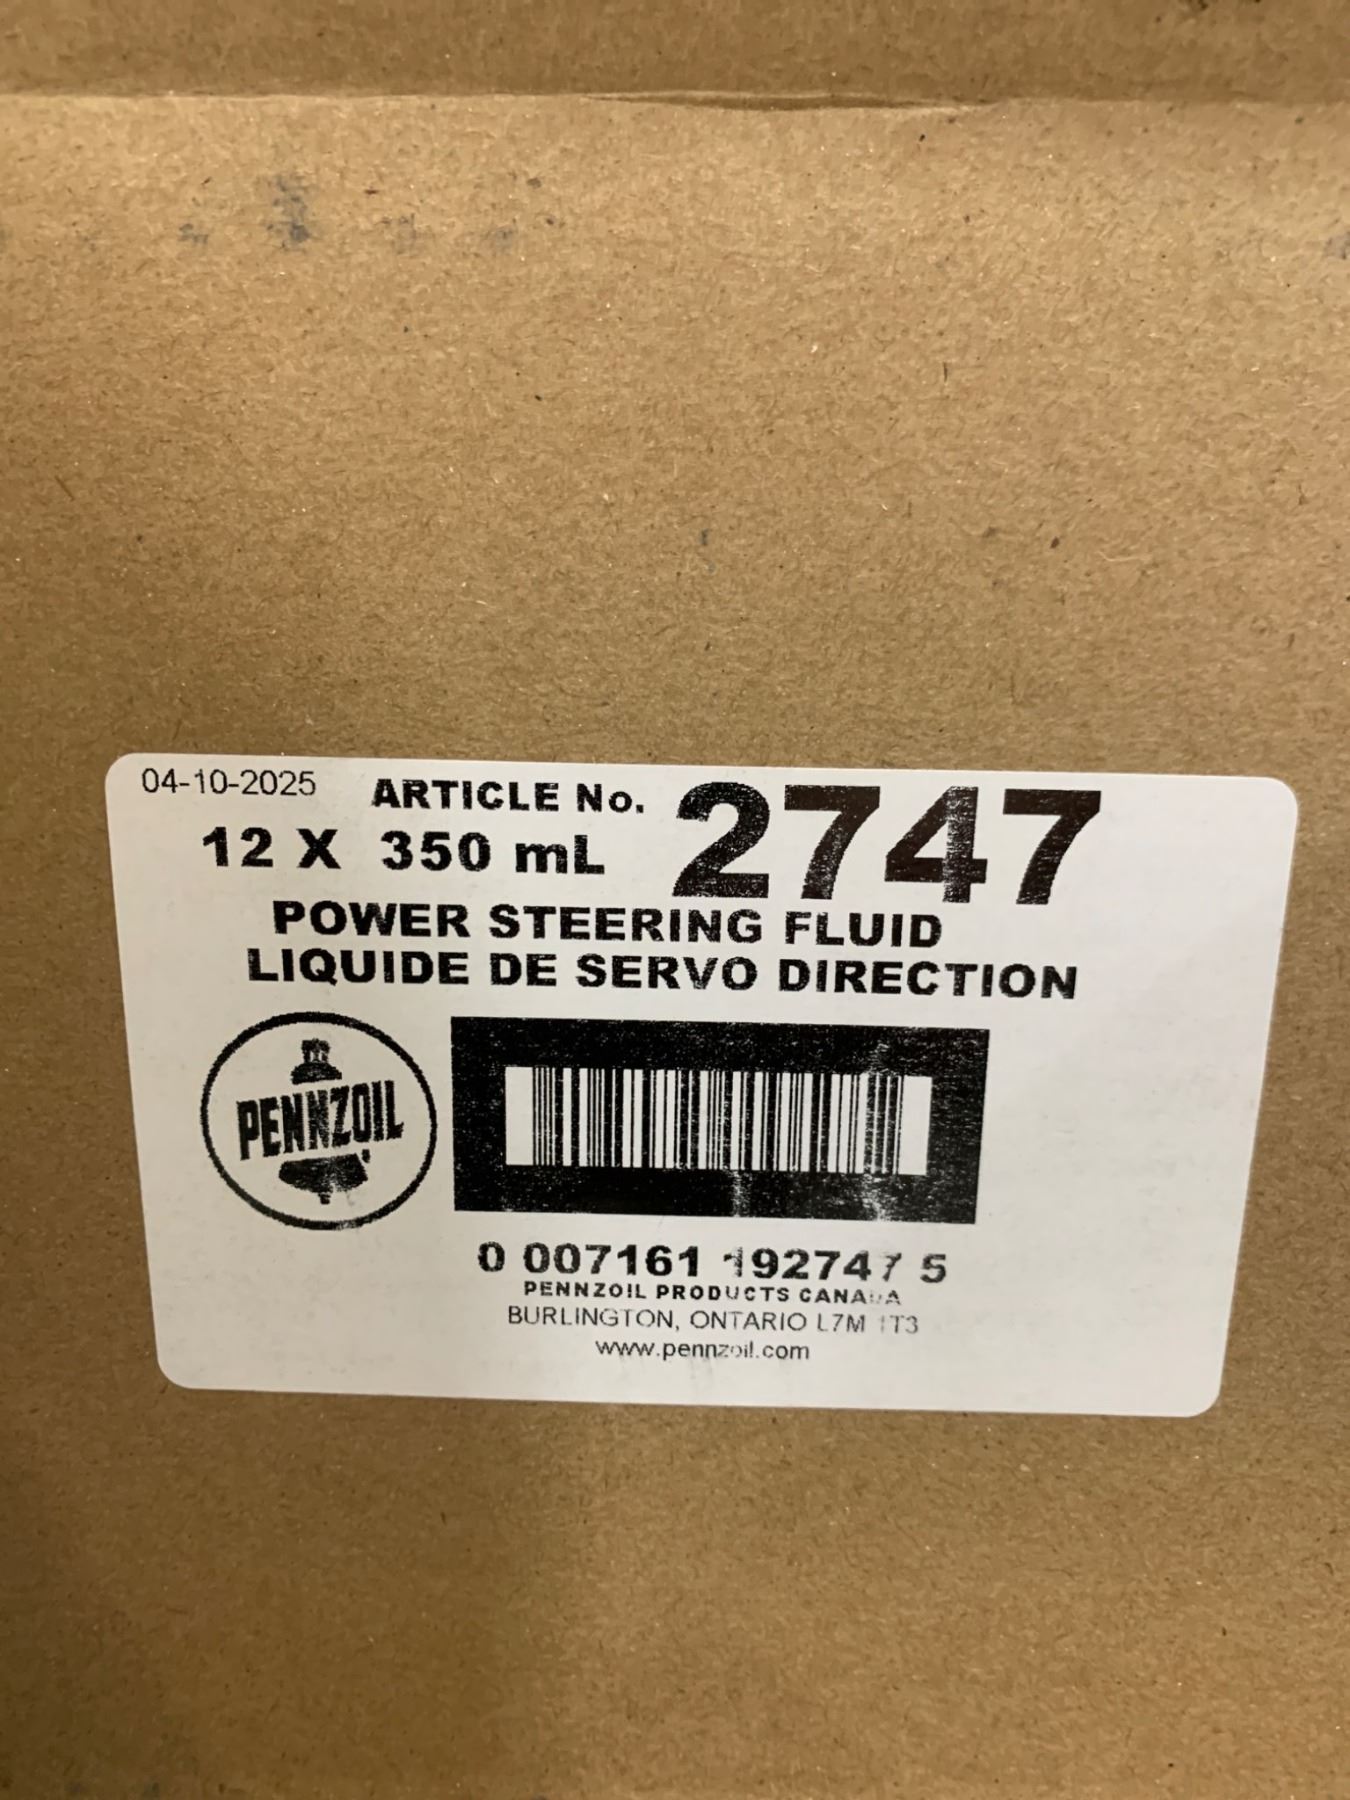 04-10-2025 ARTICLE No. 2747
12 X 350 mL
POWER STEERING FLUID
LIQUIDE DE SERVO DIRECTION
PENNZOIL
0 007161 192747 5
PENNZOIL PRODUCTS CANADA
BURLINGTON, ONTARIO L7M 1T3
www.pennzoil.com